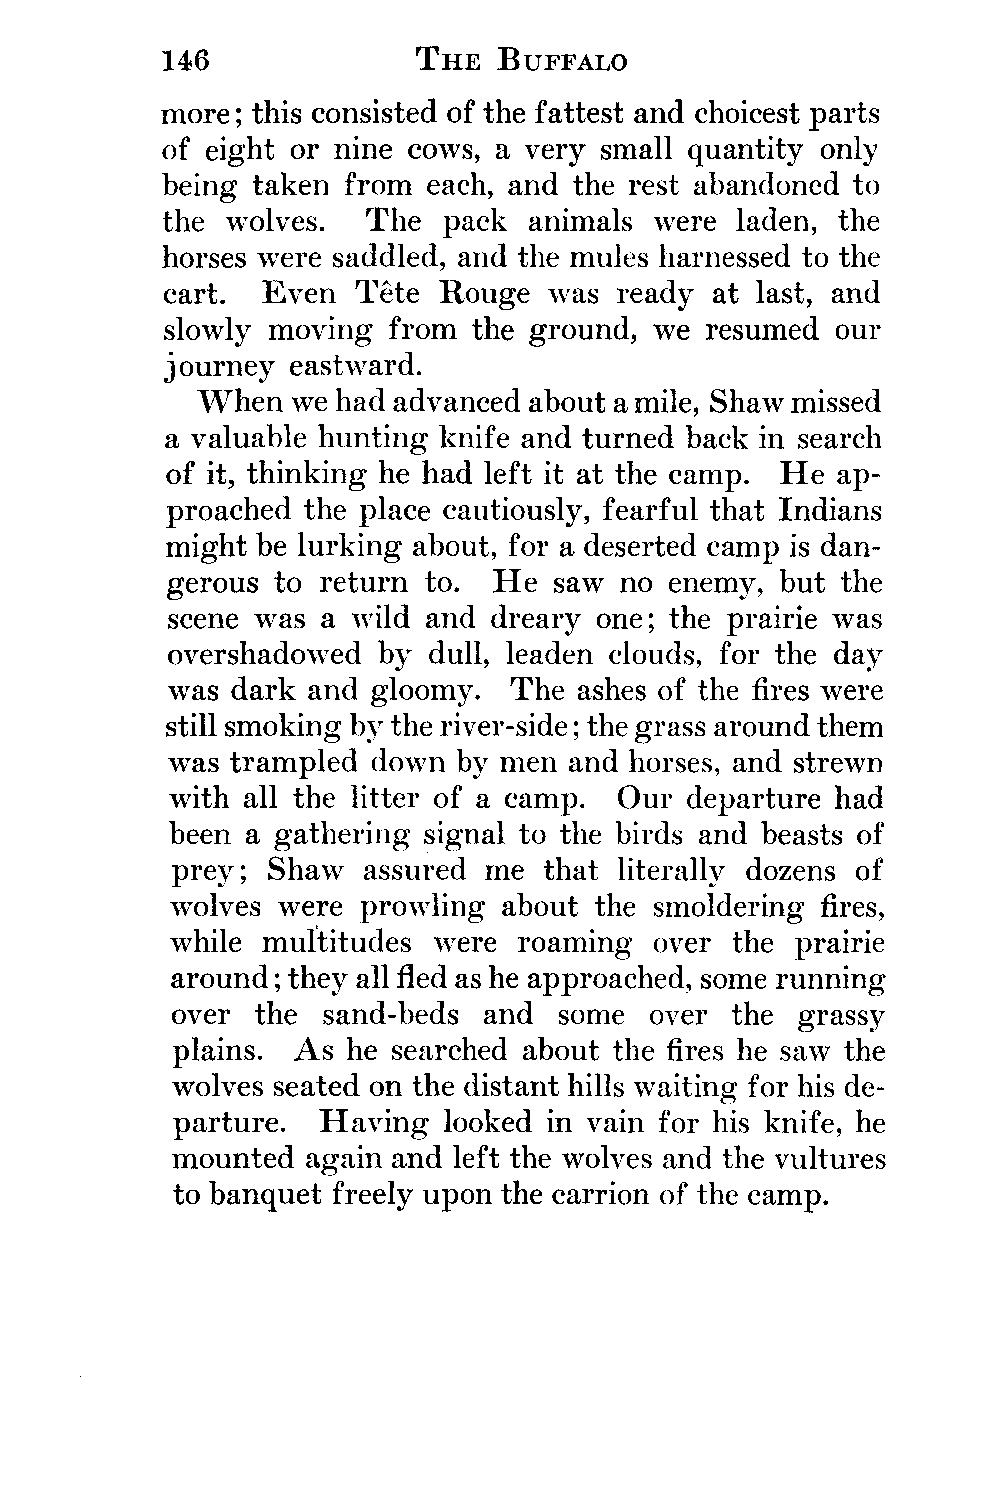 146 THE BUFFALO
more; this consisted of the fattest and choicest parts
of eight or nine cows, a very small quantity only
being taken from each, and the rest abandoned to
the wolves. The pack animals were laden, the
horses were saddled, and the mules harnessed to the
cart. Even Tête Rouge was ready at last, and
slowly moving from the ground, we resumed our
journey eastward.
When we had advanced about a mile, Shaw missed
a valuable hunting knife and turned back in search
of it, thinking he had left it at the camp. He ap-
proached the place cautiously, fearful that Indians
might be lurking about, for a deserted camp is dan-
gerous to return to. He saw no enemy, but the
scene was a wild and dreary one; the prairie was
overshadowed by dull, leaden clouds, for the day
was dark and gloomy. The ashes of the fires were
still smoking by the river-side; the grass around them
was trampled down by men and horses, and strewn
with all the litter of a camp. Our departure had
been a gathering signal to the birds and beasts of
prey; Shaw assured me that literally dozens of
wolves were prowling about the smoldering fires,
while multitudes were roaming over the prairie
around; they all fled as he approached, some running
over the sand-beds and some over the grassy
plains. As he searched about the fires he saw the
wolves seated on the distant hills waiting for his de-
parture. Having looked in vain for his knife, he
mounted again and left the wolves and the vultures
to banquet freely upon the carrion of the camp.